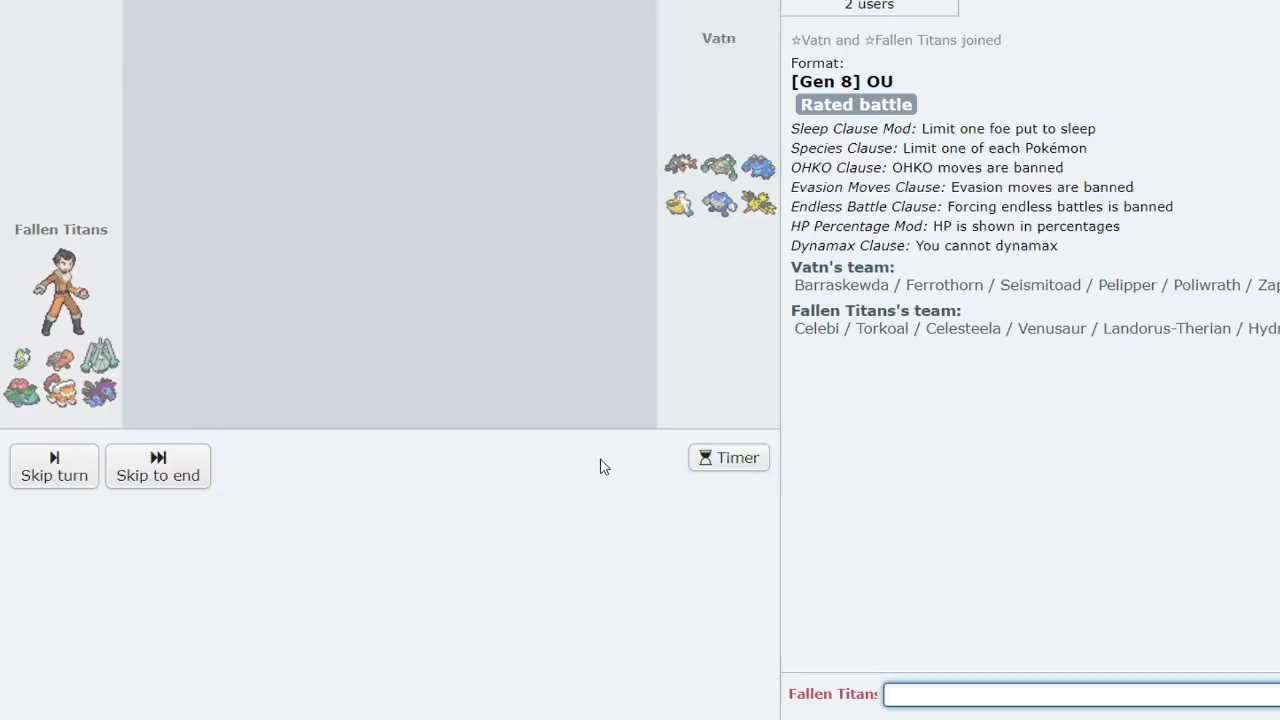 Vatn
Fallen Titans
Skip turn
Skip to end
Timer
2 users
☆Vatn and ☆Fallen Titans joined
Format:
[Gen 8] OU
Rated battle
Sleep Clause Mod: Limit one foe put to sleep
Species Clause: Limit one of each Pokémon
OHKO Clause: OHKO moves are banned
Evasion Moves Clause: Evasion moves are banned
Endless Battle Clause: Forcing endless battles is banned
HP Percentage Mod: HP is shown in percentages
Dynamax Clause: You cannot dynamax
Vatn's team:
Barraskewda / Ferrothorn / Seismitoad / Pelipper / Poliwrath / Zap
Fallen Titans's team:
Celebi / Torkoal / Celesteela / Venusaur / Landorus-Therian / Hydr
Fallen Titans